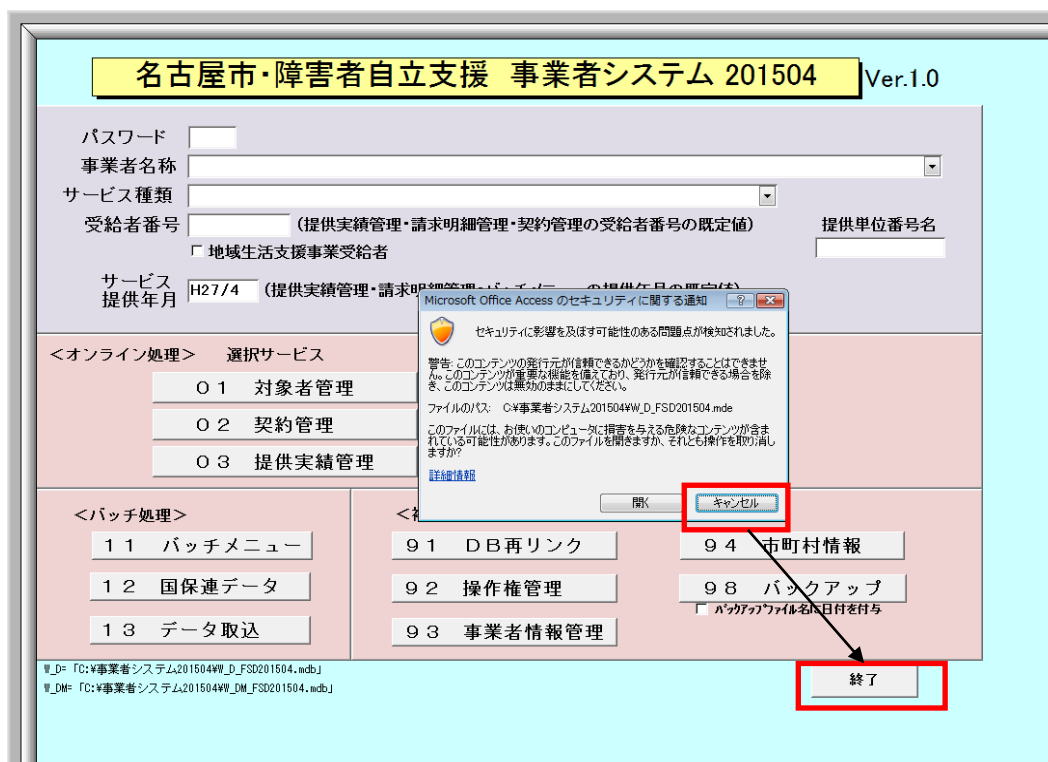 名古屋市・障害者自立支援 事業者システム 201504 Ver.1.0
パスワード
事業者名称
サービス種類
受給者番号 (提供実績管理・請求明細管理・契約管理の受給者番号の既定値) 提供単位番号名
地域生活支援事業受給者
サービス
提供年月 H27/4 (提供実績管理・請求
Microsoft Office Access のセキュリティに関する通知
セキュリティに影響を及ぼす可能性のある問題点が検知されました。
警告: このコンテンツの発行元が信頼できるかどうかを確認することはできませ
ん。このコンテンツが重要な機能を備えており、発行元が信頼できる場合を除
き、このコンテンツは無効のままにしてください。
ファイルのパス: C:¥事業者システム201504¥W_D_FSD201504.mde
このファイルには、お使いのコンピュータに損害を与える危険なコンテンツが含ま
れている可能性があります。このファイルを開きますか、それとも操作を取り消し
ますか?
詳細情報
開く キャンセル
<オンライン処理> 選択サービス
01 対象者管理
02 契約管理
03 提供実績管理
<バッチ処理>
11 バッチメニュー
12 国保連データ
13 データ取込
91 DB再リンク
92 操作権管理
93 事業者情報管理
94 市町村情報
98 バックアップ
バックアップファイル名に日付を付与
W_D=「C:¥事業者システム201504¥W_D_FSD201504.mdb」
W_DM=「C:¥事業者システム201504¥W_DM_FSD201504.mdb」
終了